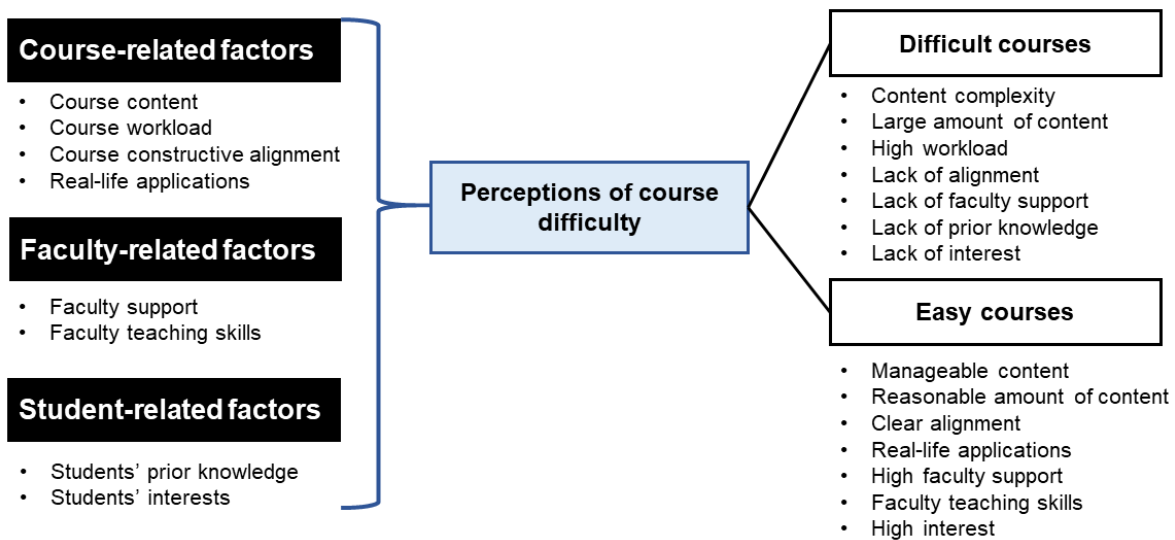 Course-related factors
• Course content
• Course workload
• Course constructive alignment
• Real-life applications
Faculty-related factors
• Faculty support
• Faculty teaching skills
Student-related factors
• Students’ prior knowledge
• Students’ interests
Perceptions of course
difficulty
Difficult courses
• Content complexity
• Large amount of content
• High workload
• Lack of alignment
• Lack of faculty support
• Lack of prior knowledge
• Lack of interest
Easy courses
• Manageable content
• Reasonable amount of content
• Clear alignment
• Real-life applications
• High faculty support
• Faculty teaching skills
• High interest